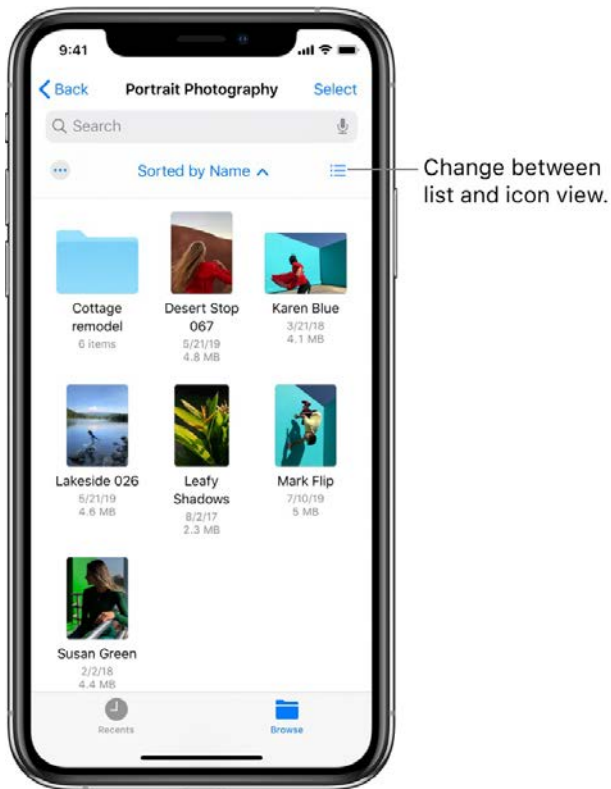 9:41
Back Portrait Photography Select
Search
Sorted by Name
Change between
list and icon view.
Cottage
remodel
6 items
Desert Stop
067
5/21/19
4.8 MB
Karen Blue
3/21/18
4.1 MB
Lakeside 026
5/21/19
4.6 MB
Leafy
Shadows
8/2/17
2.3 MB
Mark Flip
7/10/19
5 MB
Susan Green
2/2/18
4.4 MB
Recents
Browse